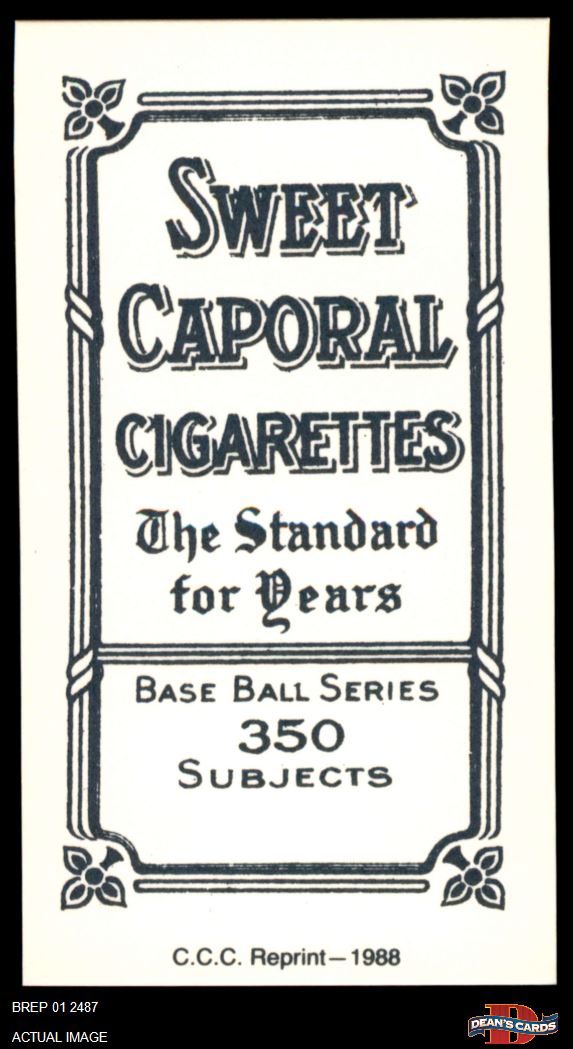 SWEET
CAPORAL
CIGARETTES
The Standard
for Years
BASE BALL SERIES
350
SUBJECTS
C.C.C. Reprint—1988
BREP 01 2487
ACTUAL IMAGE
D
DEAN'S CARDS